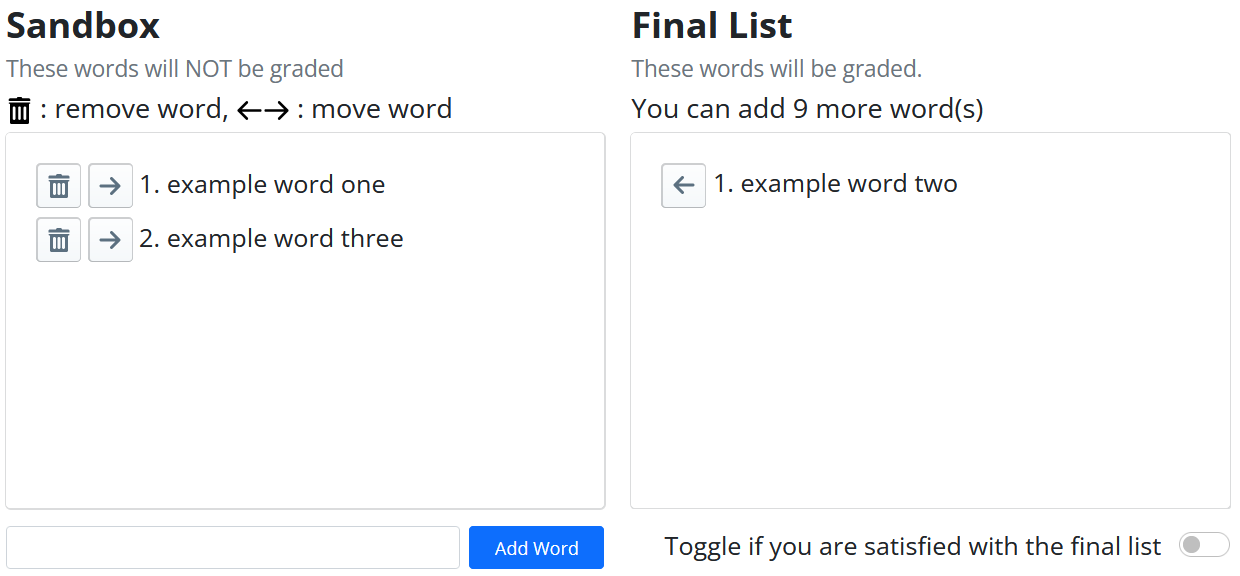 Sandbox
These words will NOT be graded
: remove word, ←→ : move word
1. example word one
2. example word three
Add Word
Final List
These words will be graded.
You can add 9 more word(s)
1. example word two
Toggle if you are satisfied with the final list